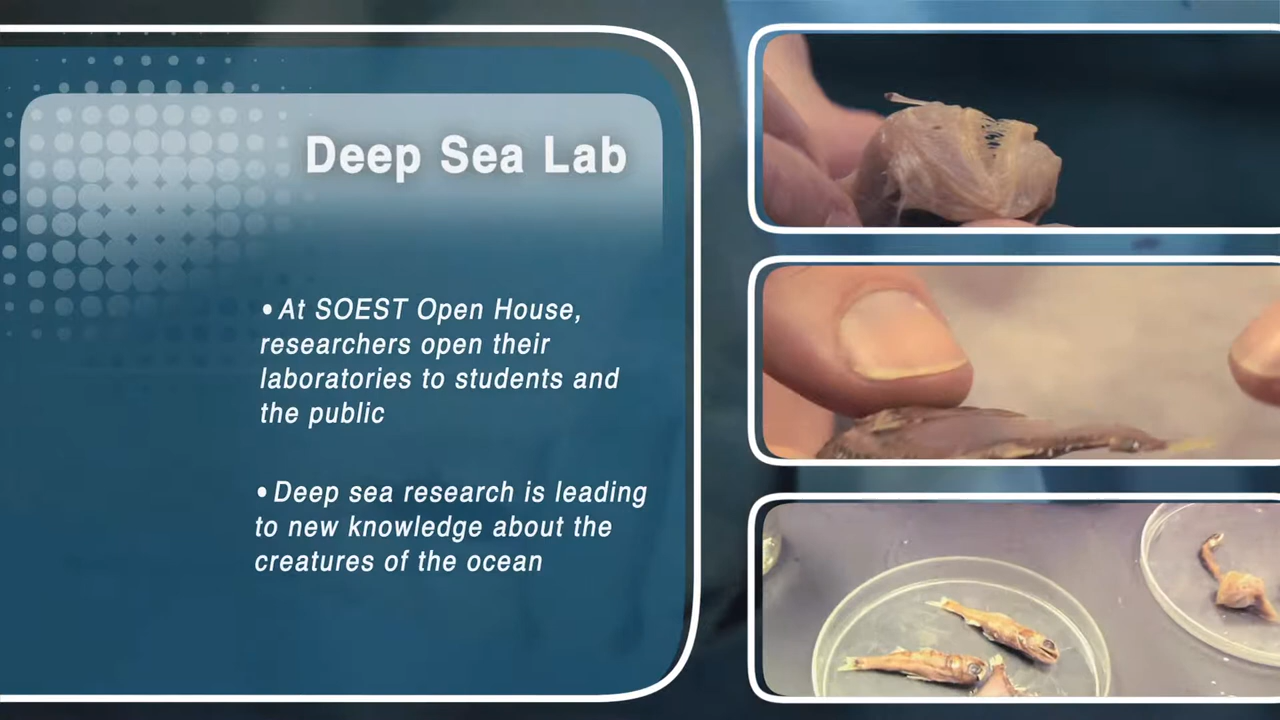 Deep Sea Lab
•At SOEST Open House,
researchers open their
laboratories to students and
the public
•Deep sea research is leading
to new knowledge about the
creatures of the ocean